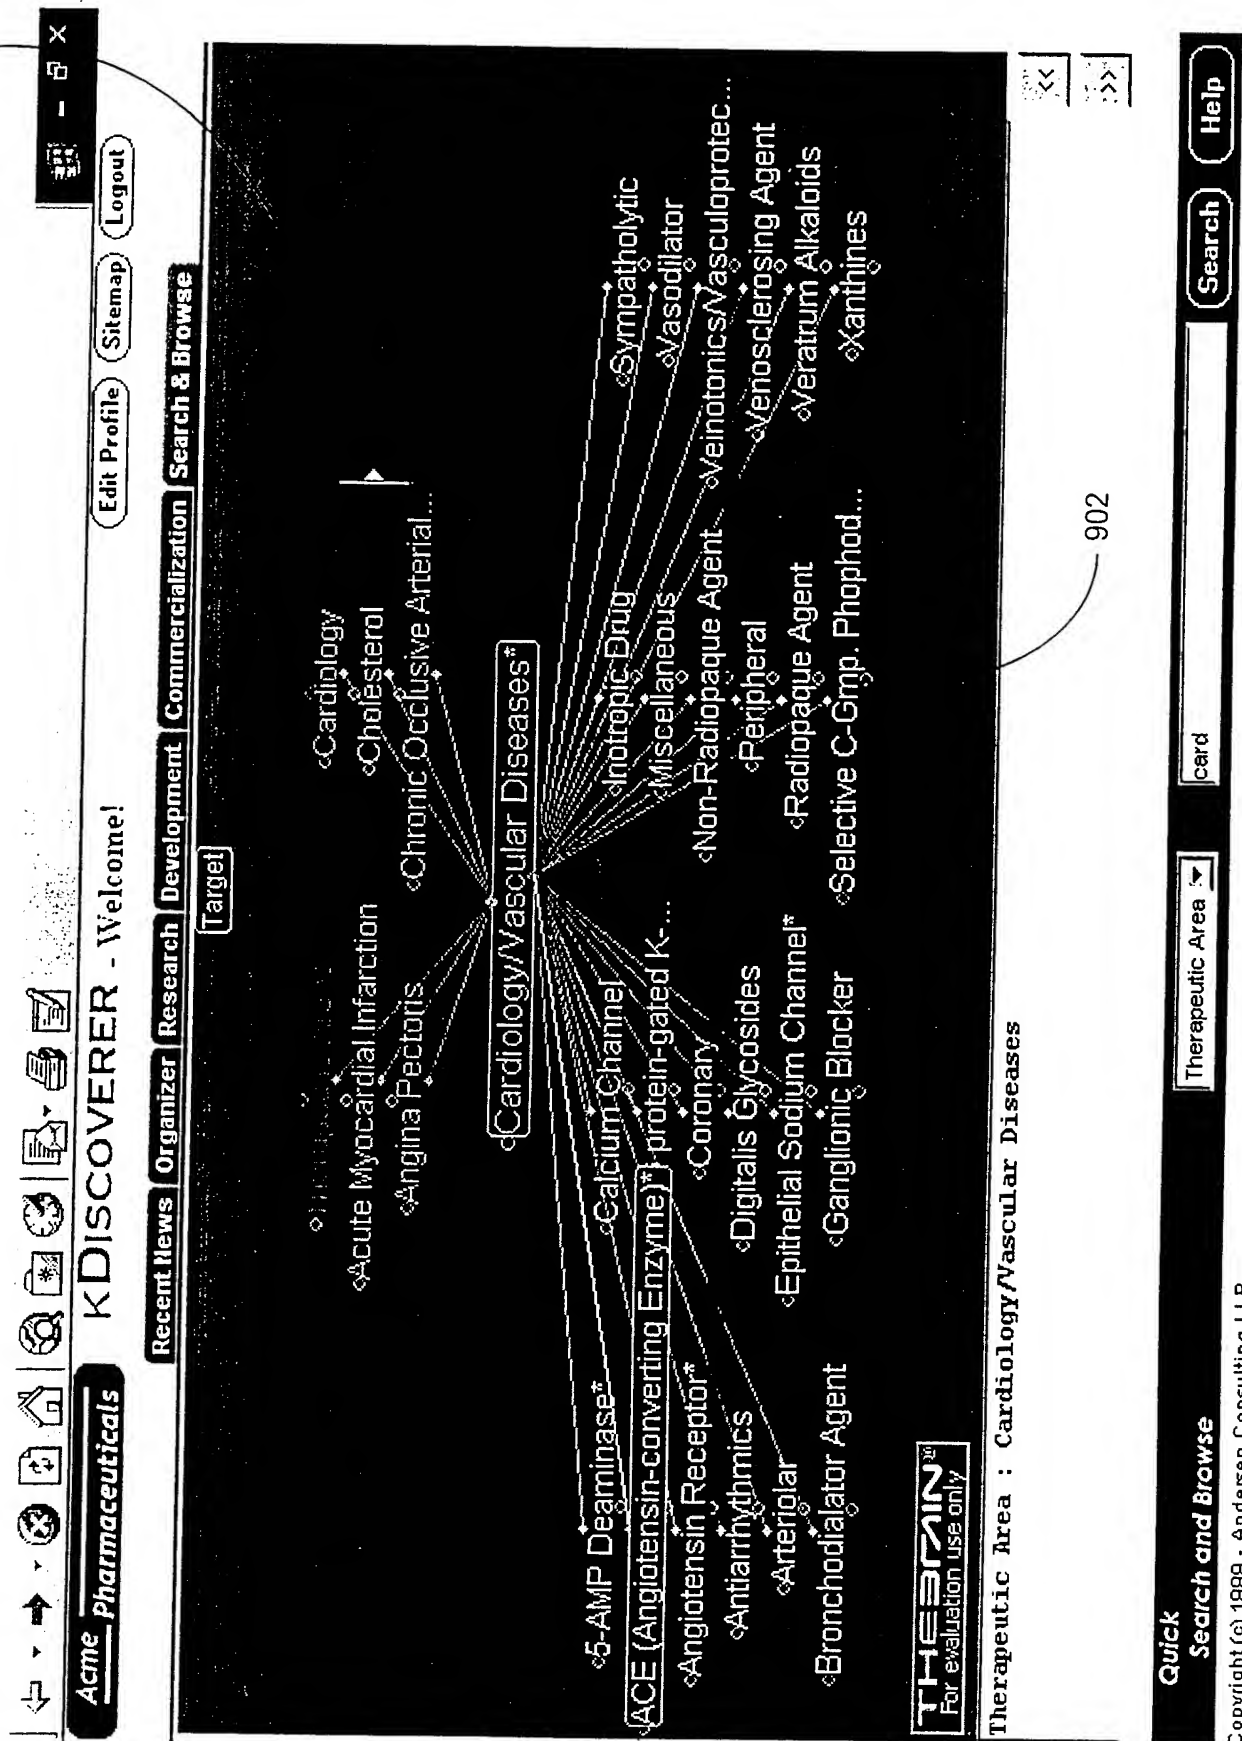 Acme
Pharmaceuticals
KDISCOVERER - Welcome!
Edit Profile Sitemap Logout
Recent News Organizer Research Development Commercialization Search & Browse
Target
Acute Myocardial Infarction
Angina Pectoris
Cardiology
Cholesterol
Chronic Occlusive Arterial...
Cardiology/Vascular Diseases*
5-AMP Deaminase*
ACE (Angiotensin-converting Enzyme)*
Angiotensin Receptor*
Antiarrhythmics
Arteriolar
Bronchodialator Agent
Calcium Channel
protein-gated K-...
Coronary
Digitalis Glycosides
Epithelial Sodium Channel*
Ganglionic Blocker
Inotropic Drug
Miscellaneous
Non-Radiopaque Agent
Peripheral
Radiopaque Agent
Selective C-Gmp. Phophod...
Sympatholytic
Vasodilator
Veinotonics/Vasculoprotec...
Venosclerosing Agent
Veratrum Alkaloids
Xanthines
THEBRAIN®
For evaluation use only
Therapeutic Area : Cardiology/Vascular Diseases
<<
>>
902
Quick
Search and Browse
Therapeutic Area
card
Search
Help
Copyright (c) 1999 - Andersen Consulting LLP